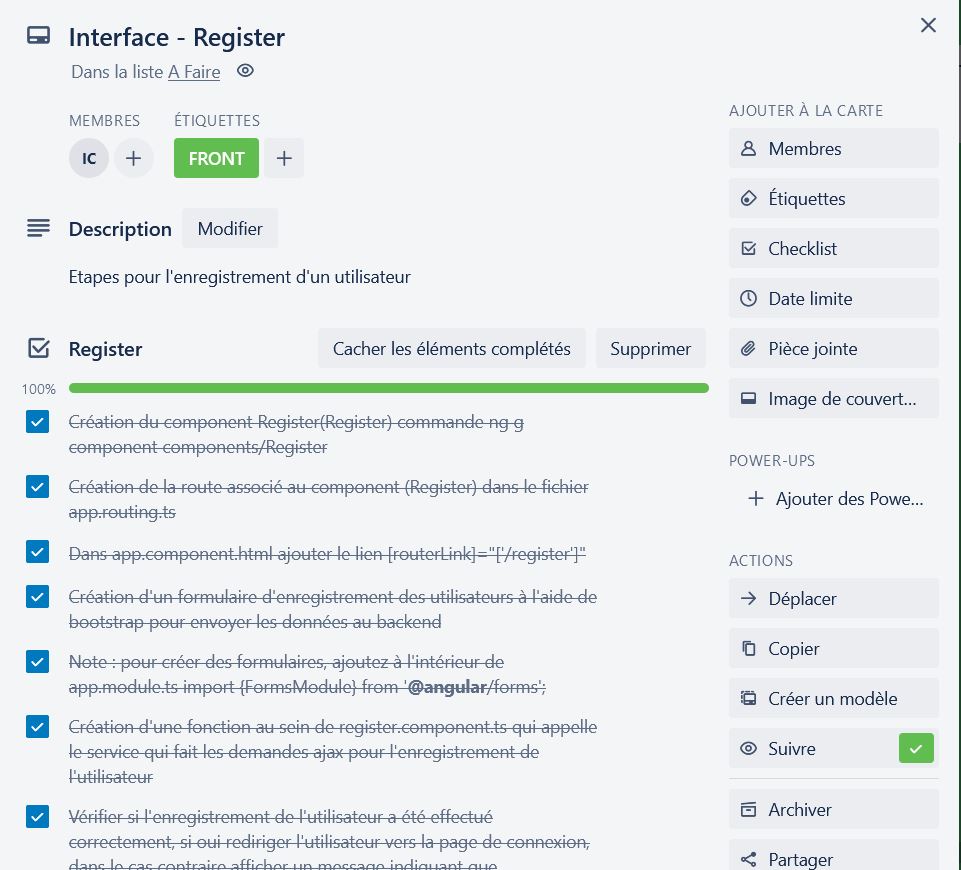 Interface - Register
Dans la liste A Faire
MEMBRES
ÉTIQUETTES
IC
FRONT
Description
Modifier
Etapes pour l'enregistrement d'un utilisateur
Register
Cacher les éléments complétés
Supprimer
100%
Création du component Register(Register) commande ng g
component components/Register
Création de la route associé au component (Register) dans le fichier
app.routing.ts
Dans app.component.html ajouter le lien [routerLink]="['/register']"
Création d'un formulaire d'enregistrement des utilisateurs à l'aide de
bootstrap pour envoyer les données au backend
Note : pour créer des formulaires, ajoutez à l'intérieur de
app.module.ts import {FormsModule} from '@angular/forms';
Création d'une fonction au sein de register.component.ts qui appelle
le service qui fait les demandes ajax pour l'enregistrement de
l'utilisateur
Vérifier si l'enregistrement de l'utilisateur a été effectué
correctement, si oui rediriger l'utilisateur vers la page de connexion,
dans le cas contraire afficher un message indiquant que
AJOUTER À LA CARTE
Membres
Étiquettes
Checklist
Date limite
Pièce jointe
Image de couvert...
POWER-UPS
Ajouter des Powe...
ACTIONS
Déplacer
Copier
Créer un modèle
Suivre
Archiver
Partager